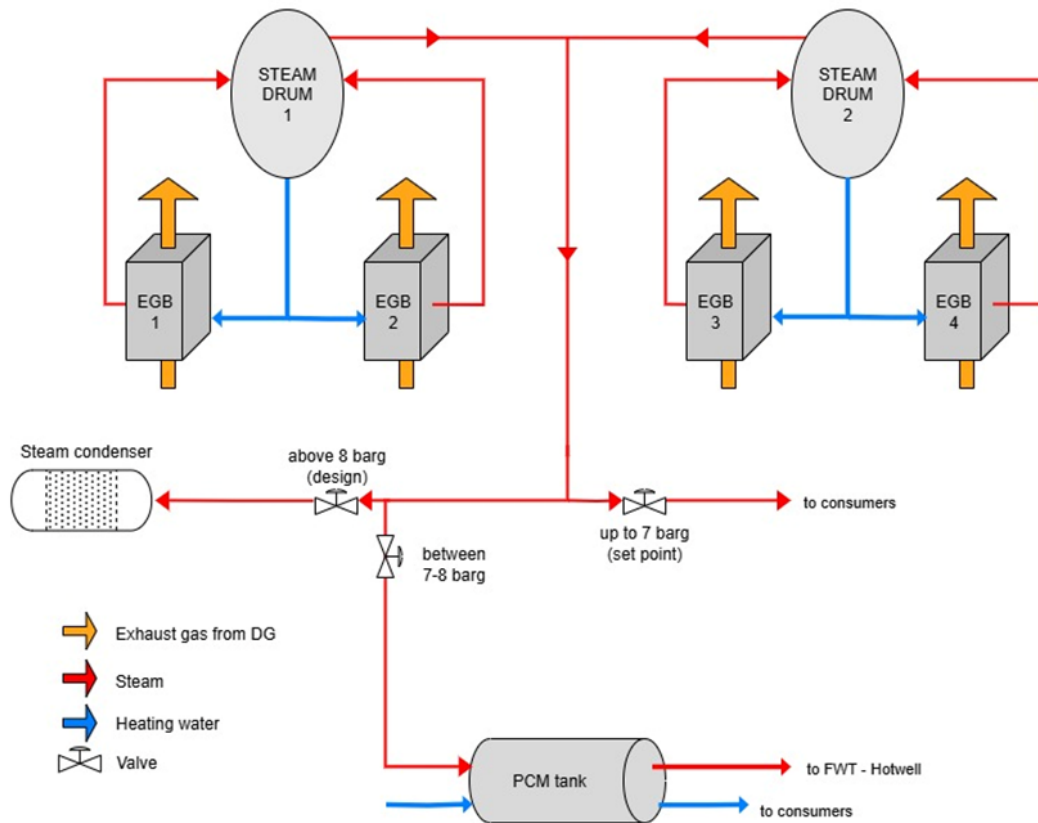 STEAM
DRUM
1
STEAM
DRUM
2
EGB
1
EGB
2
EGB
3
EGB
4
Steam condenser
above 8 barg
(design)
to consumers
up to 7 barg
(set point)
between
7-8 barg
Exhaust gas from DG
Steam
Heating water
Valve
PCM tank
to FWT - Hotwell
to consumers